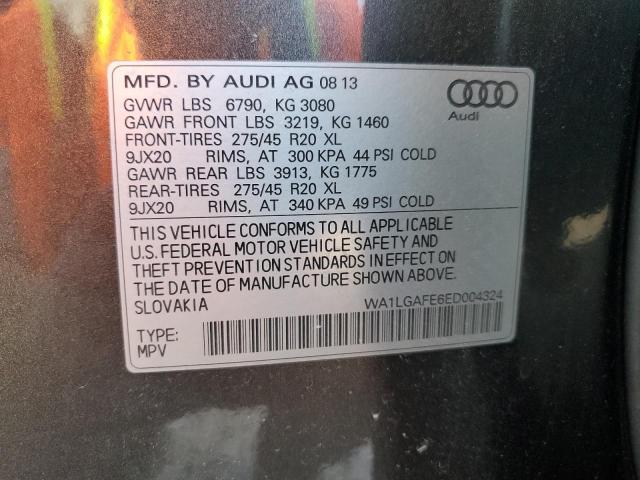 MFD. BY AUDI AG 08 13
GVWR LBS 6790, KG 3080
GAWR FRONT LBS 3219, KG 1460
FRONT-TIRES 275/45 R20 XL
9JX20 RIMS, AT 300 KPA 44 PSI COLD
GAWR REAR LBS 3913, KG 1775
REAR-TIRES 275/45 R20 XL
9JX20 RIMS, AT 340 KPA 49 PSI COLD
Audi
THIS VEHICLE CONFORMS TO ALL APPLICABLE
U.S. FEDERAL MOTOR VEHICLE SAFETY AND
THEFT PREVENTION STANDARDS IN EFFECT ON
THE DATE OF MANUFACTURE SHOWN ABOVE.
SLOVAKIA WA1LGAFE6ED004324
TYPE:
MPV